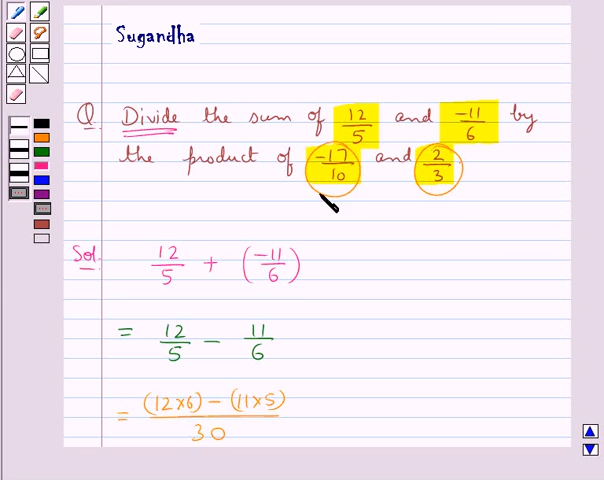 Sugandha
Q. Divide the sum of 12/5 and -11/6 by
the product of -17/10 and 2/3.
Sol. 12/5 + (-11/6)
= 12/5 - 11/6
= (12×6) - (11×5) / 30